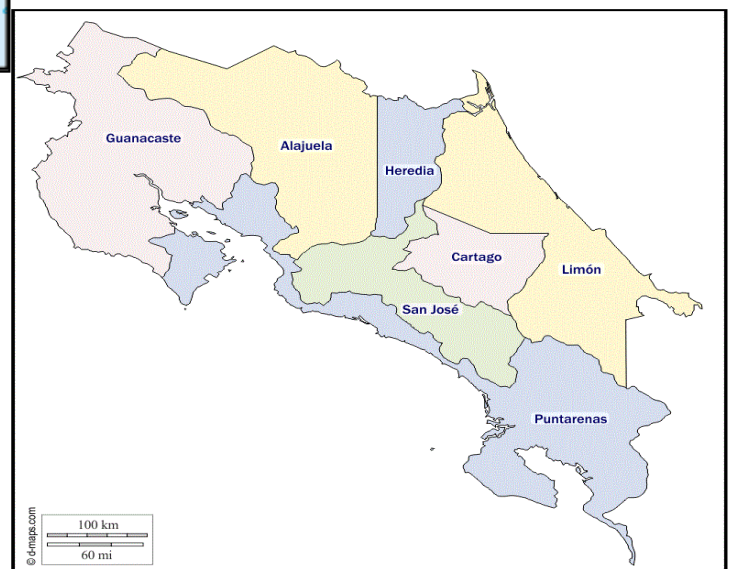 Guanacaste
Alajuela
Heredia
Cartago
Limón
San José
Puntarenas
100 km
60 mi
© d-maps.com